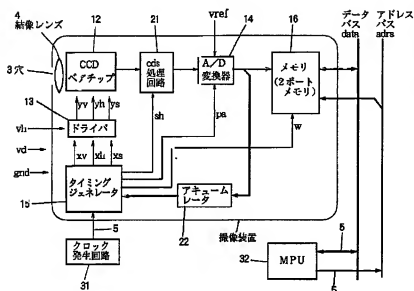 4
結像レンズ
3 穴
12
CCD
ベアチップ
21
cds
処理
回路
vref
14
A/D
変換器
16
メモリ
(2ポート
メモリ)
データ
バス
data
アドレス
バス
adrs
yv
yh
ys
13
ドライバ
vh
vd
gnd
xv
xh
xs
sh
pa
w
タイミング
ジェネレータ
15
アキューム
レータ
22
5
クロック
発生回路
31
撮像装置
32
MPU
5
5